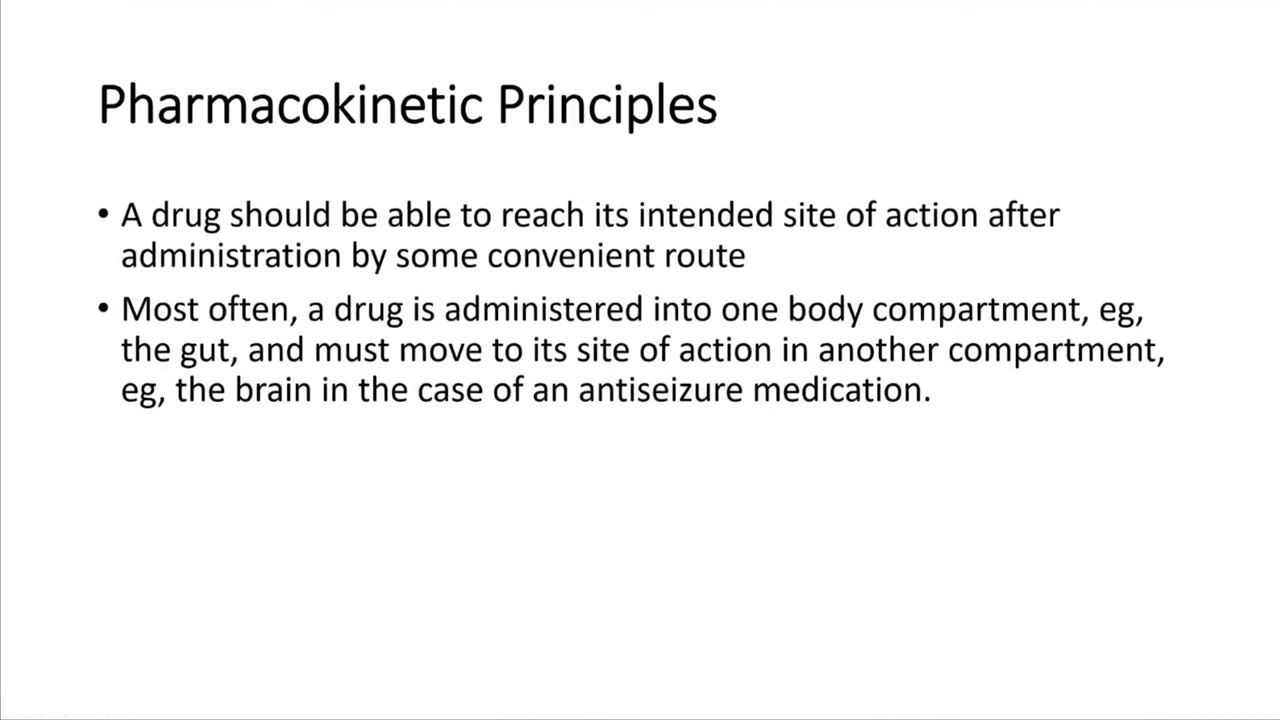 Pharmacokinetic Principles
• A drug should be able to reach its intended site of action after
administration by some convenient route
• Most often, a drug is administered into one body compartment, eg,
the gut, and must move to its site of action in another compartment,
eg, the brain in the case of an antiseizure medication.